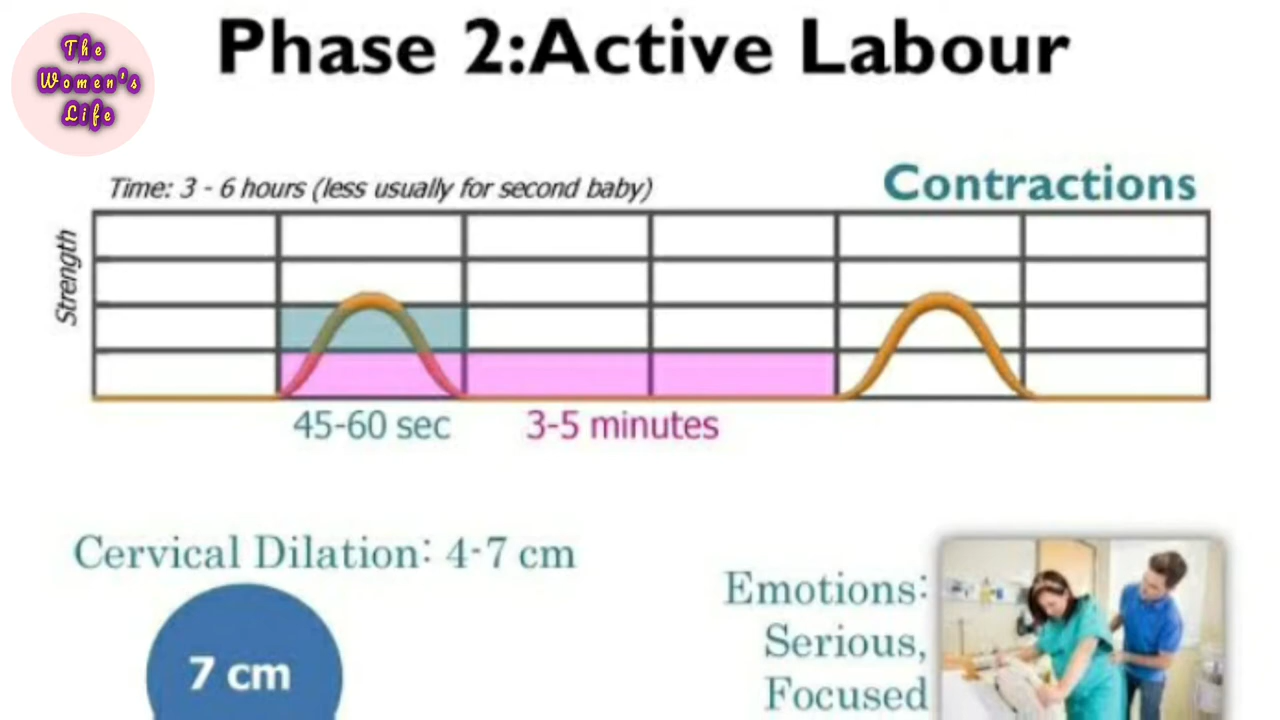 The
Women's
Life
Phase 2:Active Labour
Time: 3 - 6 hours (less usually for second baby)
Contractions
Strength
45-60 sec
3-5 minutes
Cervical Dilation: 4-7 cm
7 cm
Emotions:
Serious,
Focused